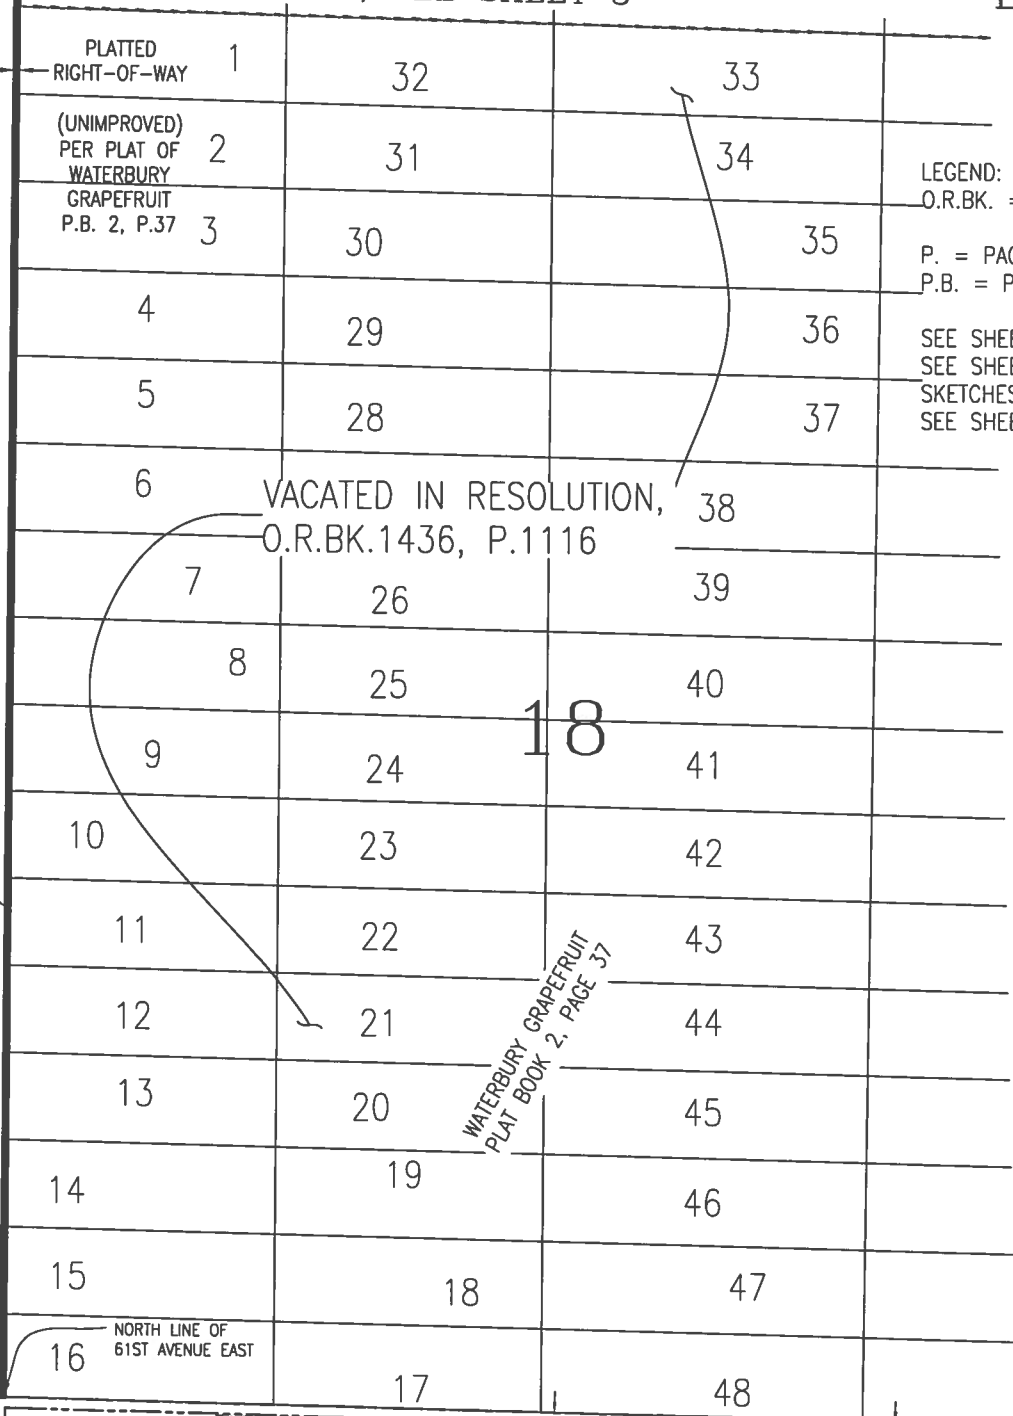 PLATTED
RIGHT-OF-WAY
1
32
33
(UNIMPROVED)
PER PLAT OF
WATERBURY
GRAPEFRUIT
P.B. 2, P.37
2
31
34
LEGEND:
O.R.BK. =
3
30
35
P. =
P.B. =
4
29
36
SEE
SEE
SKETCHES
SEE
5
28
37
6
VACATED IN RESOLUTION,
O.R.BK.1436, P.1116
38
7
26
39
8
25
40
18
9
24
41
10
23
42
11
22
43
WATERBURY GRAPEFRUIT
PLAT BOOK 2, PAGE 37
12
21
44
13
20
45
14
19
46
15
18
47
NORTH LINE OF
61ST AVENUE EAST
16
17
48